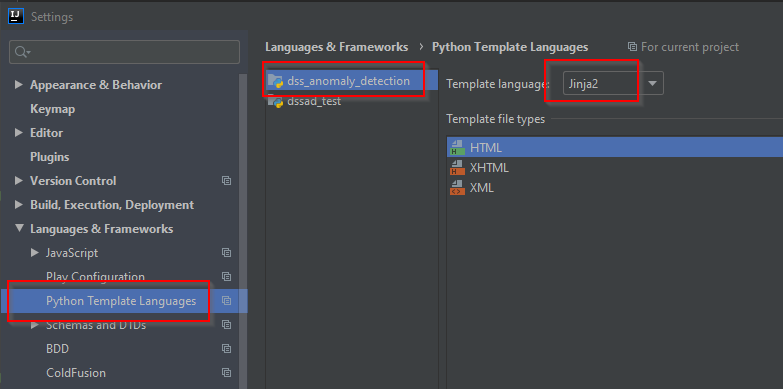 IJ
Settings
Appearance & Behavior
Keymap
Editor
Plugins
Version Control
Build, Execution, Deployment
Languages & Frameworks
JavaScript
Play Configuration
Python Template Languages
Schemas and DTDs
BDD
ColdFusion
Languages & Frameworks › Python Template Languages For current project
dss_anomaly_detection
dssad_test
Template language: Jinja2
Template file types
HTML
XHTML
XML